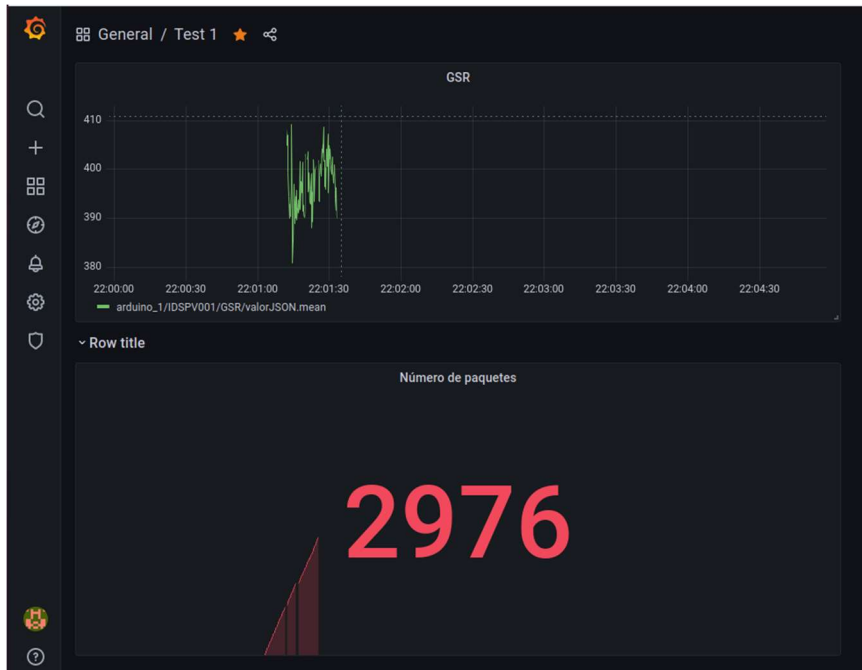 General / Test 1
GSR
410
400
390
380
22:00:00 22:00:30 22:01:00 22:01:30 22:02:00 22:02:30 22:03:00 22:03:30 22:04:00 22:04:30
arduino_1/IDSPV001/GSR/valorJSON.mean
Row title
Número de paquetes
2976